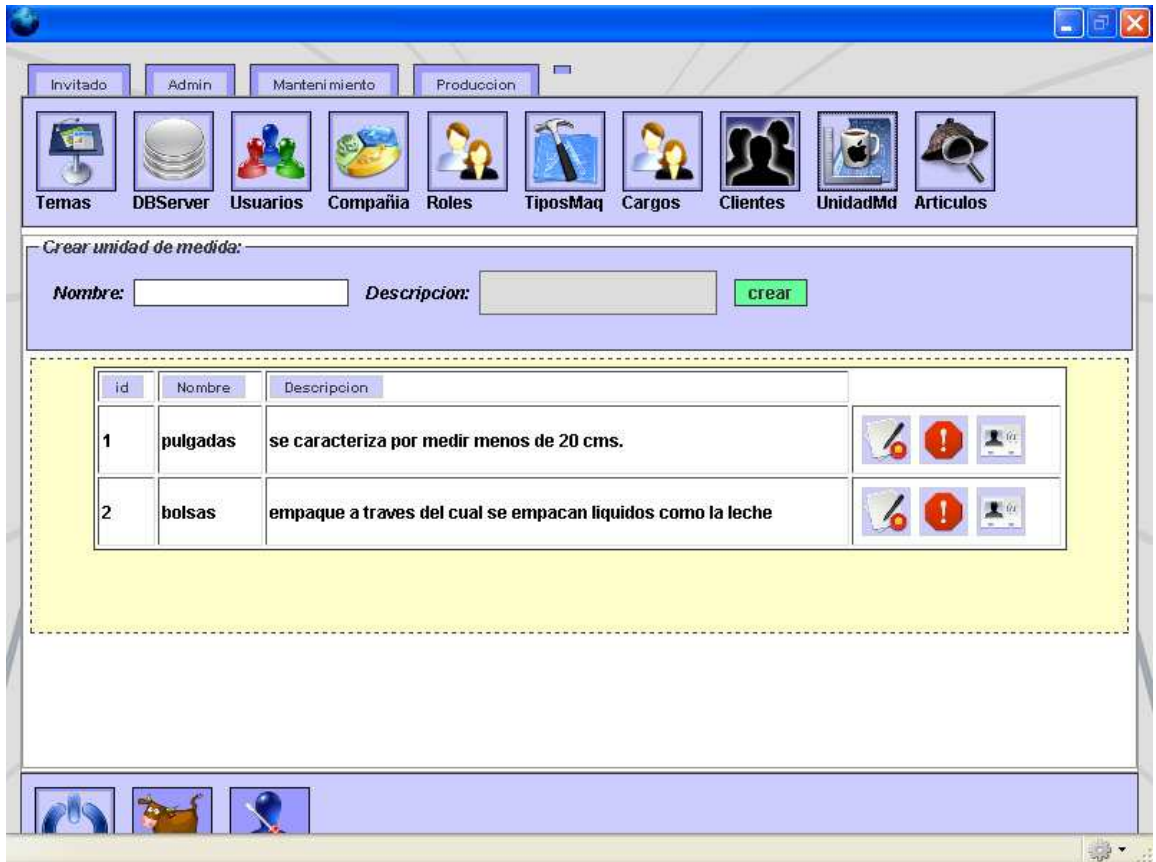 Invitado Admin Mantenimiento Produccion
Temas DBServer Usuarios Compañia Roles TiposMaq Cargos Clientes UnidadMd Articulos
Crear unidad de medida:
Nombre: Descripcion: crear
id Nombre Descripcion
1 pulgadas se caracteriza por medir menos de 20 cms.
2 bolsas empaque a traves del cual se empacan liquidos como la leche